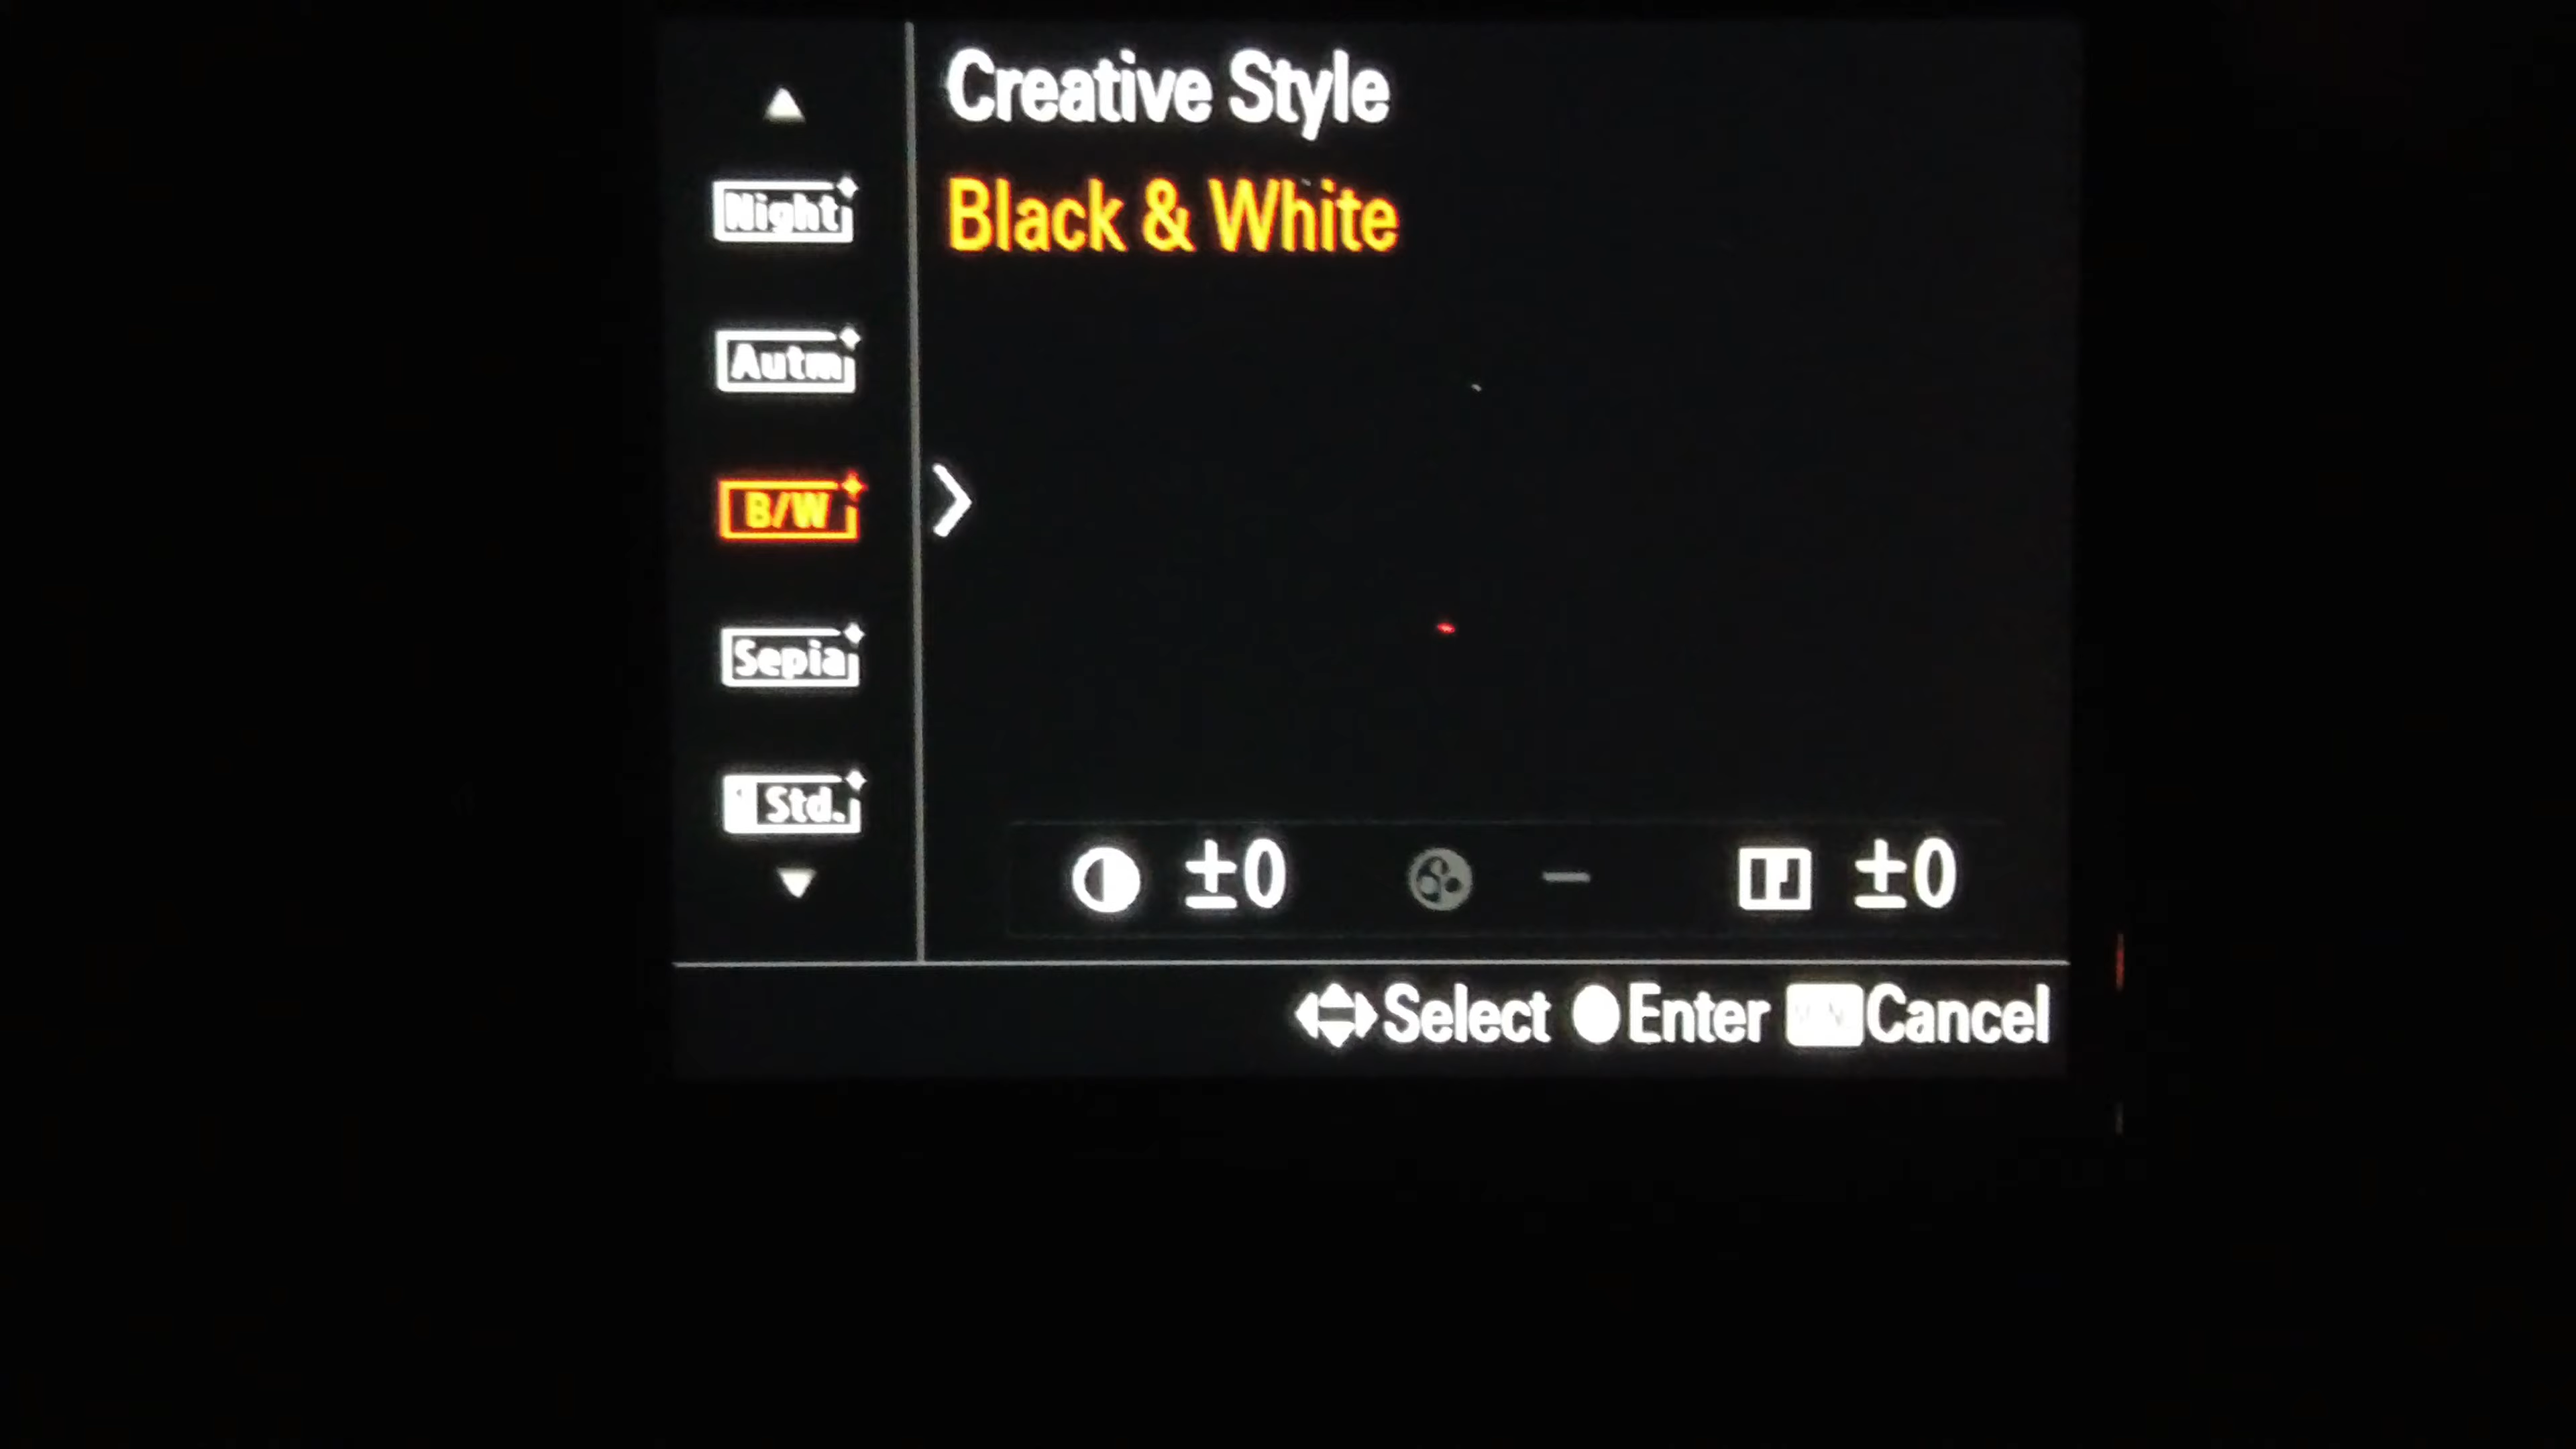 Creative Style
Black & White
Night
Autm
B/W
Sepia
Std.
±0 – ±0
Select Enter Cancel